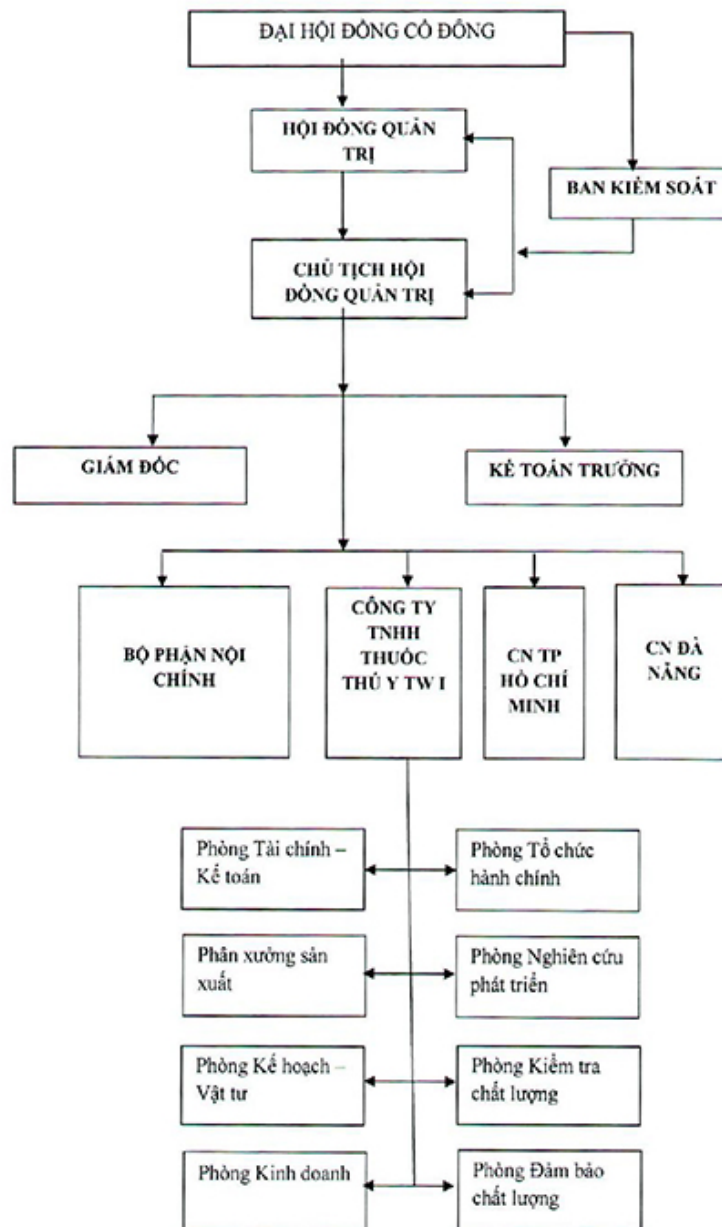 ĐẠI HỘI ĐỒNG CỔ ĐÔNG
HỘI ĐỒNG QUẢN
TRỊ
BAN KIỂM SOÁT
CHỦ TỊCH HỘI
ĐỒNG QUẢN TRỊ
GIÁM ĐỐC
KẾ TOÁN TRƯỞNG
BỘ PHẬN NỘI
CHÍNH
CÔNG TY
TNHH
THUỐC
THÚ Y TW I
CN TP
HỒ CHÍ
MINH
CN ĐÀ
NẴNG
Phòng Tài chính –
Kế toán
Phòng Tổ chức
hành chính
Phân xưởng sản
xuất
Phòng Nghiên cứu
phát triển
Phòng Kế hoạch –
Vật tư
Phòng Kiểm tra
chất lượng
Phòng Kinh doanh
Phòng Đảm bảo
chất lượng